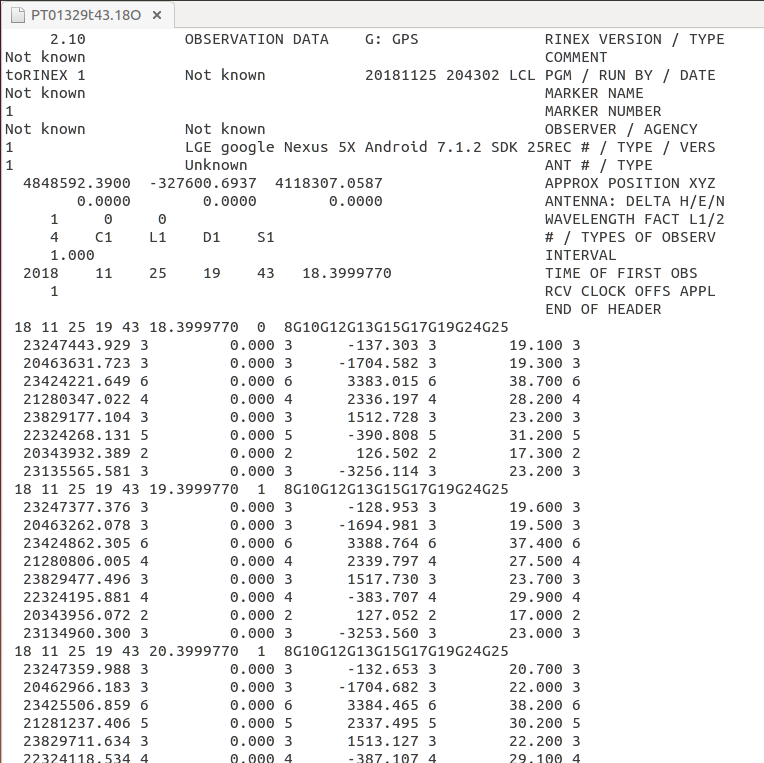 PT01329t43.18O ×
     2.10           OBSERVATION DATA    G: GPS              RINEX VERSION / TYPE
Not known                                                   COMMENT
toRINEX 1           Not known           20181125 204302 LCL PGM / RUN BY / DATE
Not known                                                   MARKER NAME
1                                                           MARKER NUMBER
Not known           Not known                               OBSERVER / AGENCY
1                   LGE google Nexus 5X Android 7.1.2 SDK 25REC # / TYPE / VERS
1                   Unknown                                 ANT # / TYPE
  4848592.3900  -327600.6937  4118307.0587                  APPROX POSITION XYZ
        0.0000        0.0000        0.0000                  ANTENNA: DELTA H/E/N
     1     0     0                                          WAVELENGTH FACT L1/2
     4    C1    L1    D1    S1                              # / TYPES OF OBSERV
     1.000                                                  INTERVAL
  2018    11    25    19    43   18.3999770                 TIME OF FIRST OBS
     1                                                      RCV CLOCK OFFS APPL
                                                            END OF HEADER
 18 11 25 19 43 18.3999770  0  8G10G12G13G15G17G19G24G25
  23247443.929 3         0.000 3      -137.303 3        19.100 3
  20463631.723 3         0.000 3     -1704.582 3        19.300 3
  23424221.649 6         0.000 6      3383.015 6        38.700 6
  21280347.022 4         0.000 4      2336.197 4        28.200 4
  23829177.104 3         0.000 3      1512.728 3        23.200 3
  22324268.131 5         0.000 5      -390.808 5        31.200 5
  20343932.389 2         0.000 2       126.502 2        17.300 2
  23135565.581 3         0.000 3     -3256.114 3        23.200 3
 18 11 25 19 43 19.3999770  1  8G10G12G13G15G17G19G24G25
  23247377.376 3         0.000 3      -128.953 3        19.600 3
  20463262.078 3         0.000 3     -1694.981 3        19.500 3
  23424862.305 6         0.000 6      3388.764 6        37.400 6
  21280806.005 4         0.000 4      2339.797 4        27.500 4
  23829477.496 3         0.000 3      1517.730 3        23.700 3
  22324195.881 4         0.000 4      -383.707 4        29.900 4
  20343956.072 2         0.000 2       127.052 2        17.000 2
  23134960.300 3         0.000 3     -3253.560 3        23.000 3
 18 11 25 19 43 20.3999770  1  8G10G12G13G15G17G19G24G25
  23247359.988 3         0.000 3      -132.653 3        20.700 3
  20462966.183 3         0.000 3     -1704.682 3        22.000 3
  23425506.859 6         0.000 6      3384.465 6        38.200 6
  21281237.406 5         0.000 5      2337.495 5        30.200 5
  23829711.634 3         0.000 3      1513.127 3        22.200 3
  22324118.534 4         0.000 4      -387.107 4        29.100 4